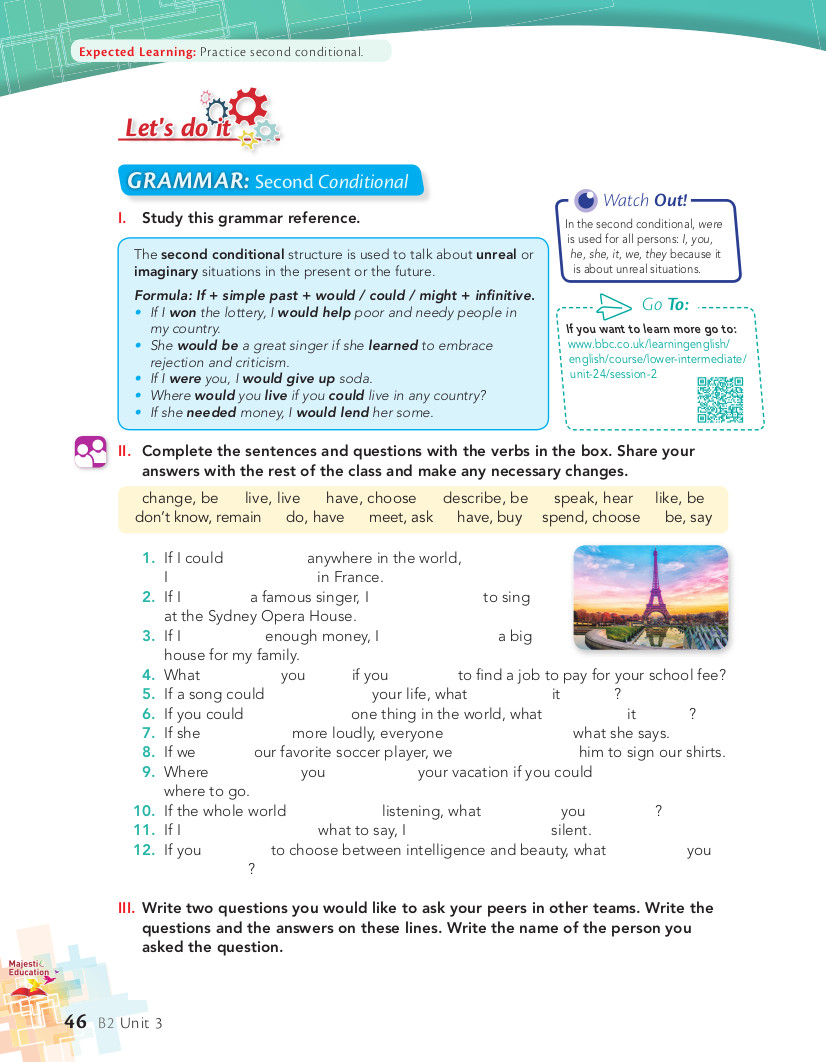 Expected Learning: Practice second conditional.
Let's do it
GRAMMAR: Second Conditional
I. Study this grammar reference.
The second conditional structure is used to talk about unreal or
imaginary situations in the present or the future.
Formula: If + simple past + would / could / might + infinitive.
• If I won the lottery, I would help poor and needy people in
my country.
• She would be a great singer if she learned to embrace
rejection and criticism.
• If I were you, I would give up soda.
• Where would you live if you could live in any country?
• If she needed money, I would lend her some.
Watch Out!
In the second conditional, were
is used for all persons: I, you,
he, she, it, we, they because it
is about unreal situations.
Go To:
If you want to learn more go to:
www.bbc.co.uk/learningenglish/
english/course/lower-intermediate/
unit-24/session-2
II. Complete the sentences and questions with the verbs in the box. Share your
answers with the rest of the class and make any necessary changes.
change, be live, live have, choose describe, be speak, hear like, be
don't know, remain do, have meet, ask have, buy spend, choose be, say
1. If I could anywhere in the world,
I in France.
2. If I a famous singer, I to sing
at the Sydney Opera House.
3. If I enough money, I a big
house for my family.
4. What you if you to find a job to pay for your school fee?
5. If a song could your life, what it ?
6. If you could one thing in the world, what it ?
7. If she more loudly, everyone what she says.
8. If we our favorite soccer player, we him to sign our shirts.
9. Where you your vacation if you could
where to go.
10. If the whole world listening, what you ?
11. If I what to say, I silent.
12. If you to choose between intelligence and beauty, what you
?
III. Write two questions you would like to ask your peers in other teams. Write the
questions and the answers on these lines. Write the name of the person you
asked the question.
Majestic
Education
46 B2 Unit 3